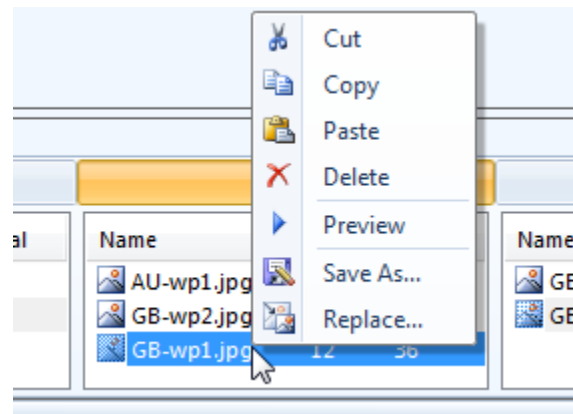 Cut
Copy
Paste
Delete
Preview
Save As...
Replace...
al
Name
Name
AU-wp1.jpg
GB-wp2.jpg
GB-wp1.jpg 12 36
GB
GB